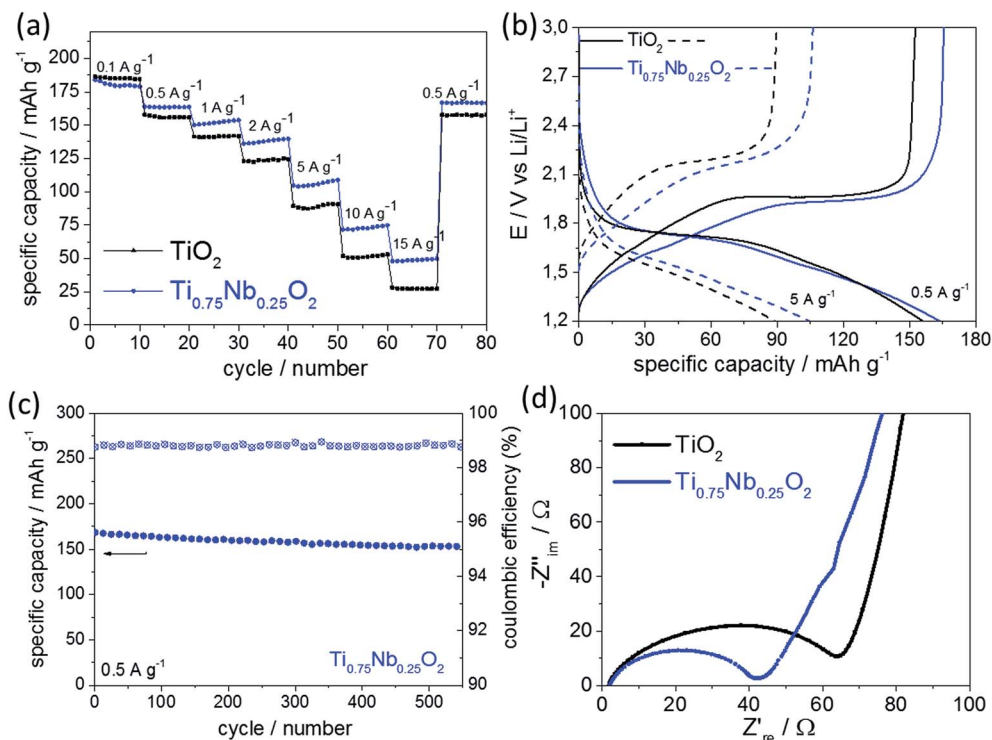 (a)
200
175
150
125
100
75
50
25
0
specific capacity / mAh g⁻¹
0.1 A g⁻¹
0.5 A g⁻¹
1 A g⁻¹
2 A g⁻¹
5 A g⁻¹
10 A g⁻¹
15 A g⁻¹
0.5 A g⁻¹
TiO₂
Ti₀.₇₅Nb₀.₂₅O₂
0 10 20 30 40 50 60 70 80
cycle / number
(b)
3,0
2,7
2,4
2,1
1,8
1,5
1,2
E / V vs Li/Li⁺
TiO₂
Ti₀.₇₅Nb₀.₂₅O₂
5 A g⁻¹
0.5 A g⁻¹
0 30 60 90 120 150 180
specific capacity / mAh g⁻¹
(c)
300
250
200
150
100
50
0
specific capacity / mAh g⁻¹
100
98
96
94
92
90
coulombic efficiency (%)
0.5 A g⁻¹
Ti₀.₇₅Nb₀.₂₅O₂
0 100 200 300 400 500
cycle / number
(d)
100
80
60
40
20
0
-Z''im / Ω
TiO₂
Ti₀.₇₅Nb₀.₂₅O₂
0 20 40 60 80 100
Z're / Ω